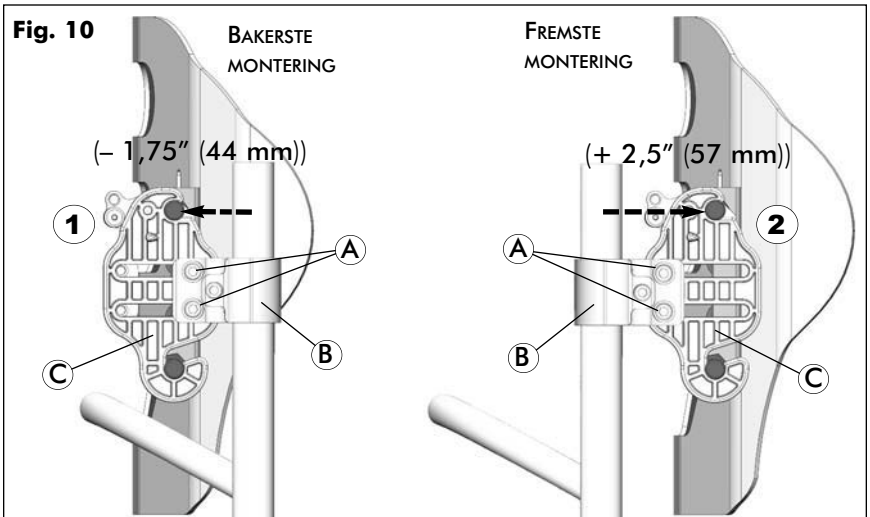 Fig. 10
BAKERSTE
MONTERING
FREMSTE
MONTERING
(– 1,75” (44 mm))
(+ 2,5” (57 mm))
1
2
A
A
B
B
C
C